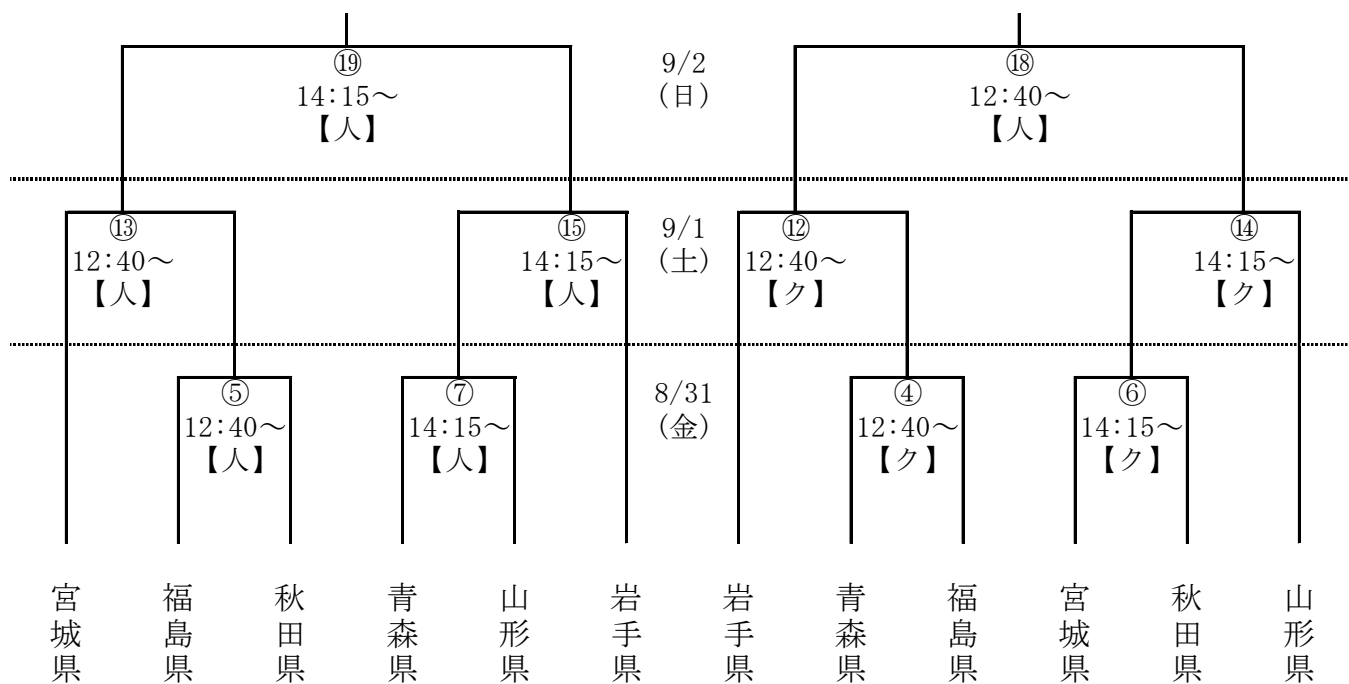 ⑲
14:15～
【人】
9/2
(日)
⑱
12:40～
【人】
⑬
12:40～
【人】
⑮
14:15～
【人】
9/1
(土)
⑫
12:40～
【ク】
⑭
14:15～
【ク】
⑤
12:40～
【人】
⑦
14:15～
【人】
8/31
(金)
④
12:40～
【ク】
⑥
14:15～
【ク】
宮城県
福島県
秋田県
青森県
山形県
岩手県
岩手県
青森県
福島県
宮城県
秋田県
山形県